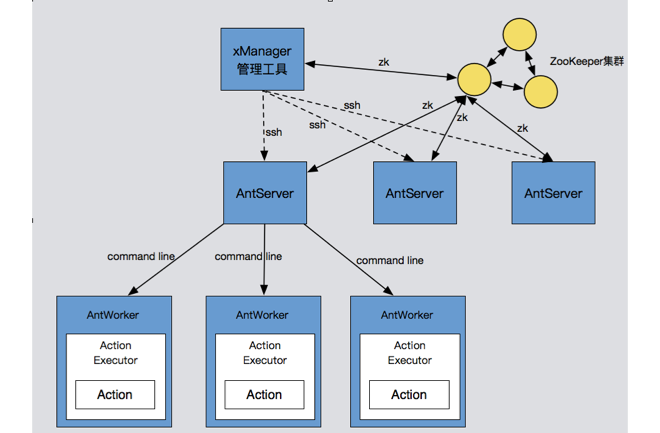 xManager
管理工具
zk
ZooKeeper集群
ssh
ssh
ssh
zk
zk
zk
AntServer
AntServer
AntServer
command line
command line
command line
AntWorker
Action
Executor
Action
AntWorker
Action
Executor
Action
AntWorker
Action
Executor
Action